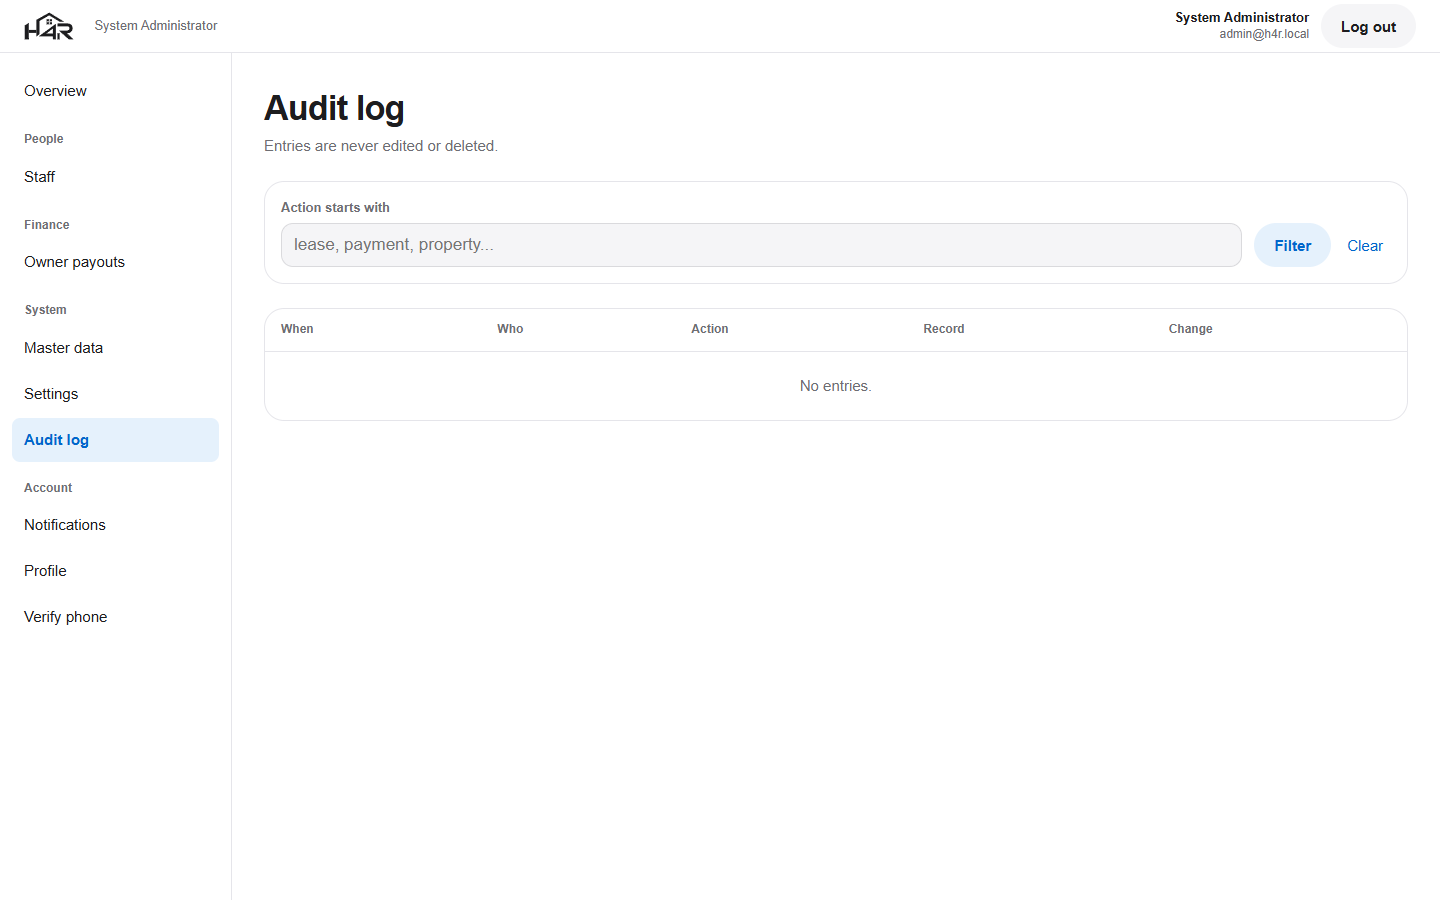 H4R
System Administrator
System Administrator
admin@h4r.local
Log out
Overview
People
Staff
Finance
Owner payouts
System
Master data
Settings
Audit log
Account
Notifications
Profile
Verify phone
Audit log
Entries are never edited or deleted.
Action starts with
lease, payment, property...
Filter
Clear
When Who Action Record Change
No entries.